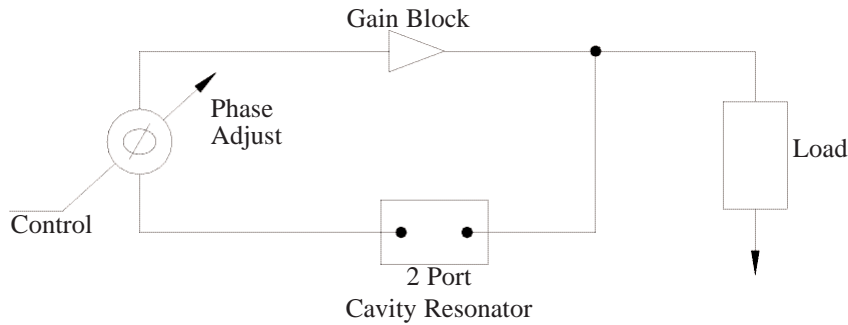 Gain Block
Phase
Adjust
Load
Control
2 Port
Cavity Resonator